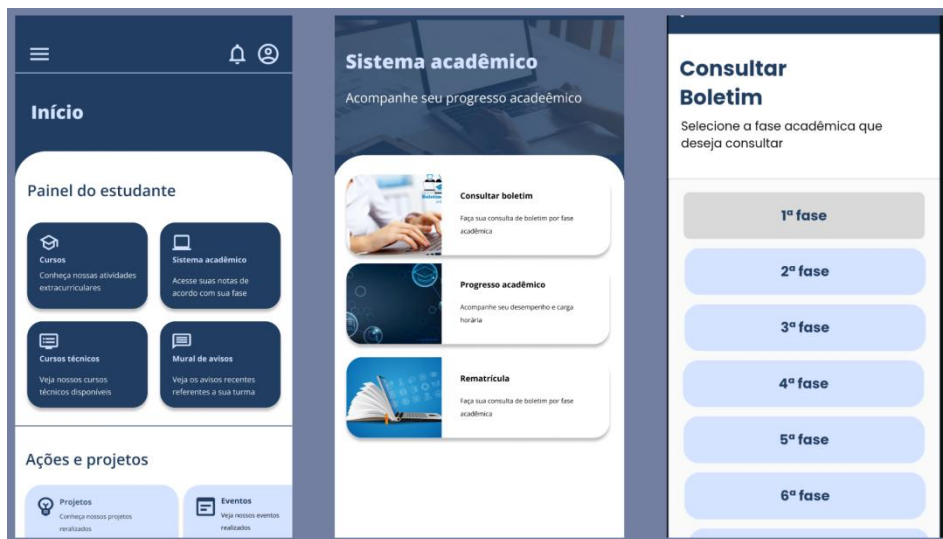 Início
Painel do estudante
Cursos
Conheça nossas atividades
extracurriculares
Sistema acadêmico
Acesse suas notas de
acordo com sua fase
Cursos técnicos
Veja nossos cursos
técnicos disponíveis
Mural de avisos
Veja os avisos recentes
referentes a sua turma
Ações e projetos
Projetos
Conheça nossos projetos
reralizados
Eventos
Veja nossos eventos
realizados
Sistema acadêmico
Acompanhe seu progresso acadeêmico
Consultar boletim
Faça sua consulta de boletim por fase
acadêmica
Progresso acadêmico
Acompanhe seu desempenho e carga
horária
Rematrícula
Faça sua consulta de boletim por fase
acadêmica
Consultar
Boletim
Selecione a fase acadêmica que
deseja consultar
1ª fase
2ª fase
3ª fase
4ª fase
5ª fase
6ª fase